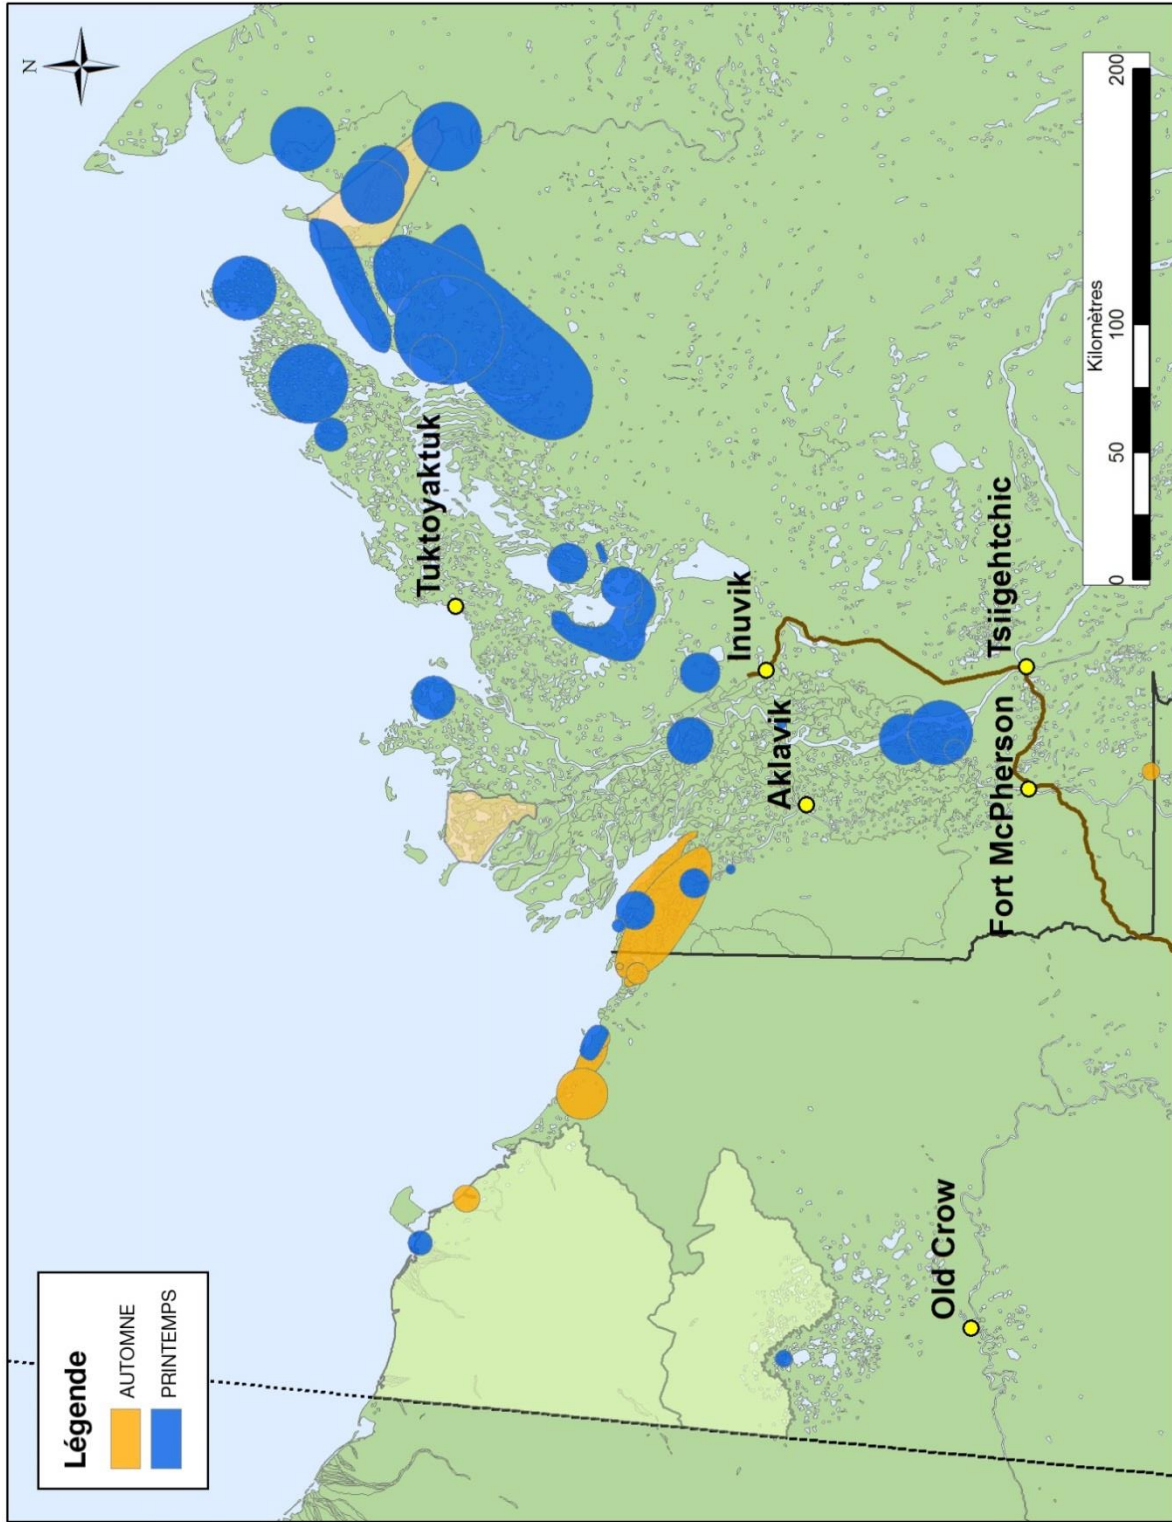 Légende
AUTOMNE
PRINTEMPS
N
Tuktoyaktuk
Inuvik
Aklavik
Tsiigehtchic
Fort McPherson
Old Crow
Kilomètres
0 50 100 200